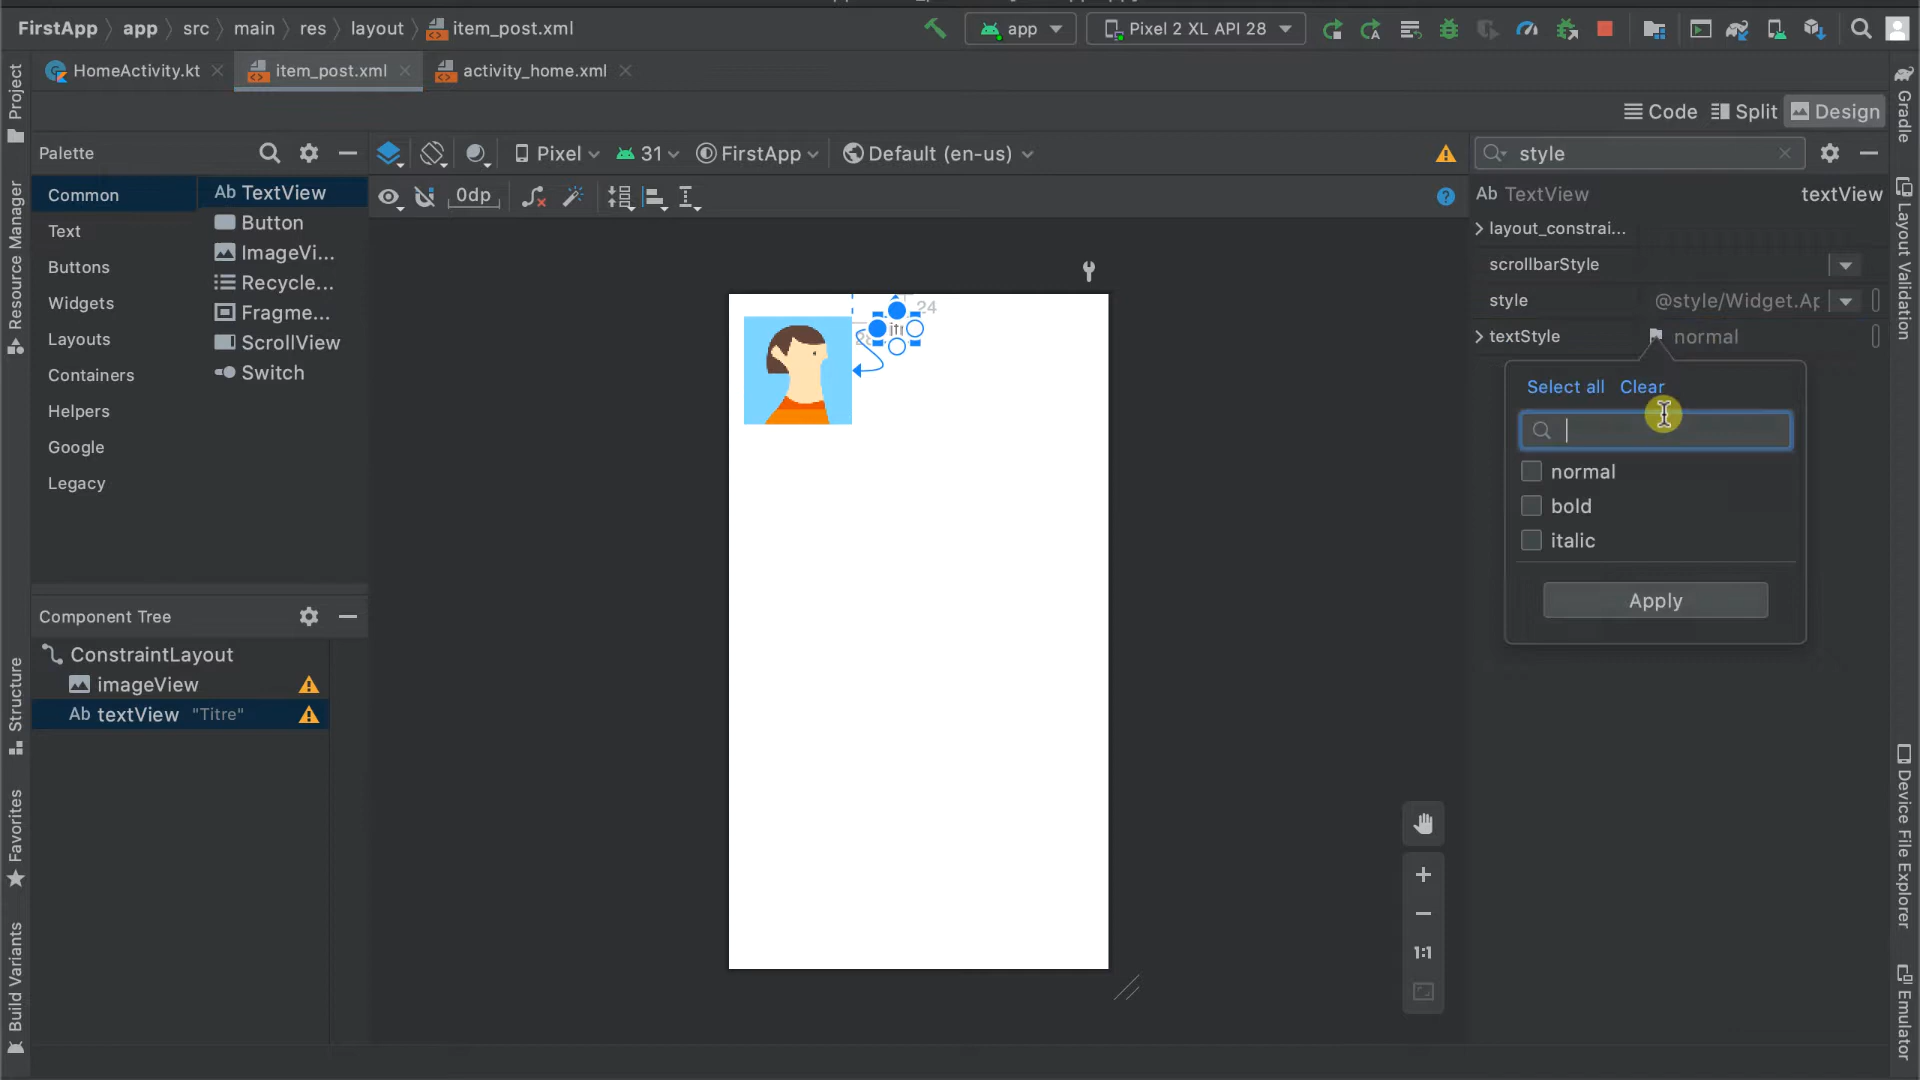 FirstApp app src main res layout item_post.xml app Pixel 2 XL API 28
HomeActivity.kt item_post.xml activity_home.xml
Code Split Design
Palette Pixel 31 FirstApp Default (en-us) style
Common
Text
Buttons
Widgets
Layouts
Containers
Helpers
Google
Legacy
Ab TextView
Button
ImageVi...
Recycle...
Fragme...
ScrollView
Switch
0dp
24
Ab TextView textView
layout_constrai...
scrollbarStyle
style @style/Widget.Ap
textStyle normal
Select all Clear
normal
bold
italic
Apply
Component Tree
ConstraintLayout
imageView
Ab textView "Titre"
1:1
Project
Resource Manager
Structure
Favorites
Build Variants
Gradle
Layout Validation
Device File Explorer
Emulator